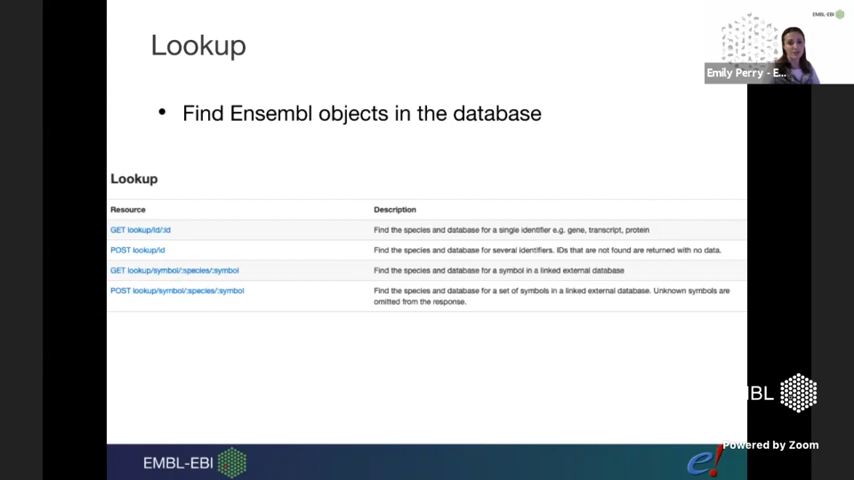 EMBL-EBI
Lookup
Emily Perry - E...
• Find Ensembl objects in the database
Lookup
Resource Description
GET lookup/id/:id Find the species and database for a single identifier e.g. gene, transcript, protein
POST lookup/id Find the species and database for several identifiers. IDs that are not found are returned with no data.
GET lookup/symbol/:species/:symbol Find the species and database for a symbol in a linked external database
POST lookup/symbol/:species/:symbol Find the species and database for a set of symbols in a linked external database. Unknown symbols are
omitted from the response.
MBL
Powered by Zoom
EMBL-EBI
e!